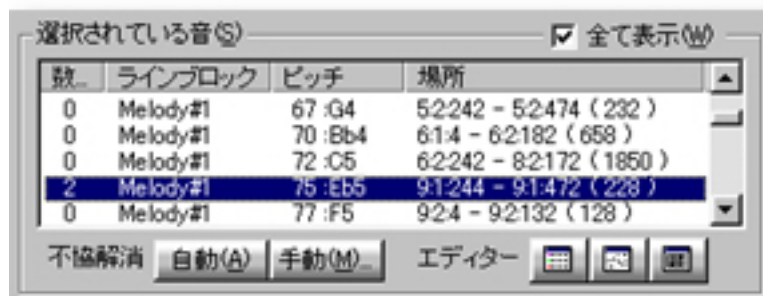 選択されている音(S) 全て表示(W)
数... ラインブロック ピッチ 場所
0 Melody#1 67 :G4 5:2:242 - 5:2:474 ( 232 )
0 Melody#1 70 :Bb4 6:1:4 - 6:2:182 ( 658 )
0 Melody#1 72 :C5 6:2:242 - 8:2:172 ( 1850 )
2 Melody#1 75 :Eb5 9:1:244 - 9:1:472 ( 228 )
0 Melody#1 77 :F5 9:2:4 - 9:2:132 ( 128 )
不協解消 自動(A) 手動(M)... エディター